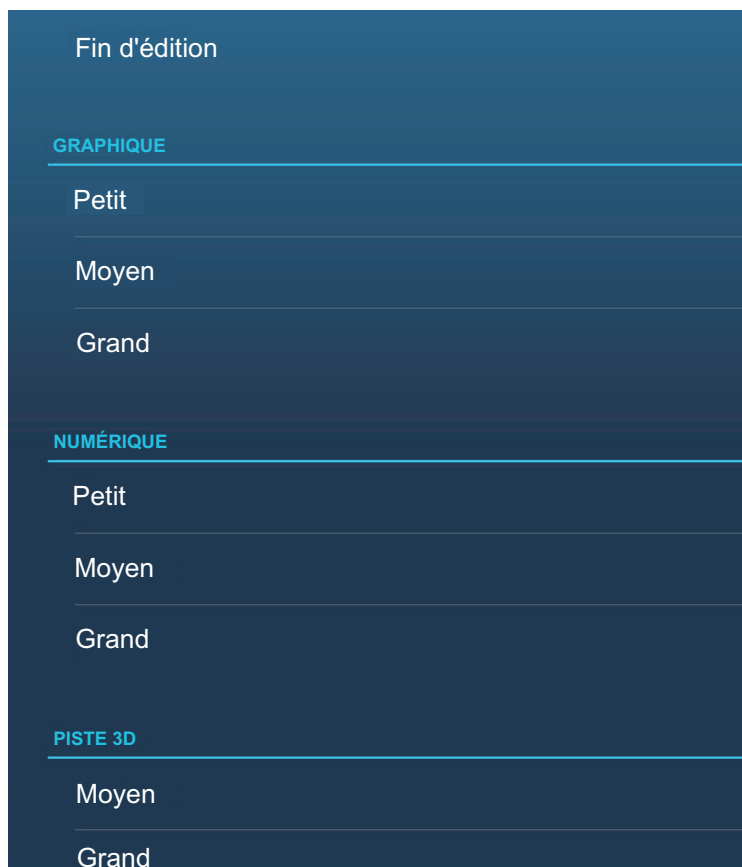 Fin d'édition
GRAPHIQUE
Petit
Moyen
Grand
NUMÉRIQUE
Petit
Moyen
Grand
PISTE 3D
Moyen
Grand